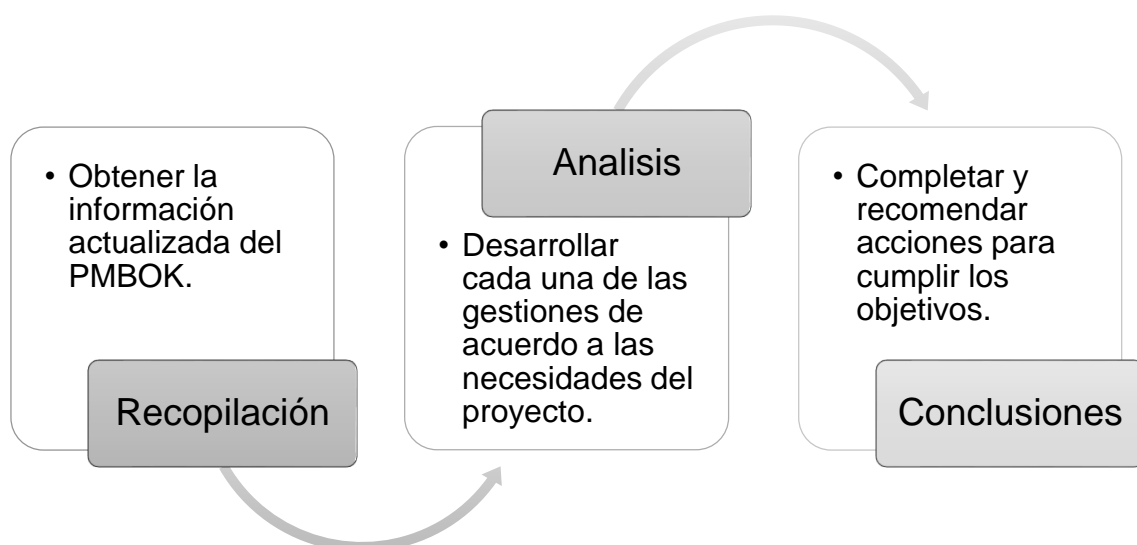 • Obtener la
información
actualizada del
PMBOK.
Recopilación
Analisis
• Desarrollar
cada una de las
gestiones de
acuerdo a las
necesidades del
proyecto.
• Completar y
recomendar
acciones para
cumplir los
objetivos.
Conclusiones